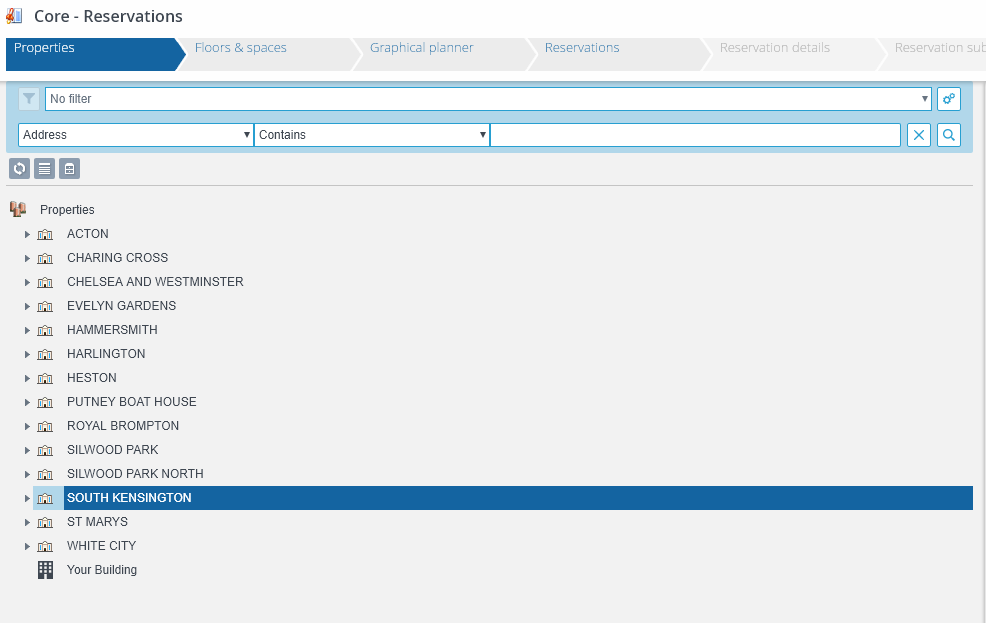 Core - Reservations
Properties Floors & spaces Graphical planner Reservations Reservation details Reservation sub
No filter
Address Contains
Properties
ACTON
CHARING CROSS
CHELSEA AND WESTMINSTER
EVELYN GARDENS
HAMMERSMITH
HARLINGTON
HESTON
PUTNEY BOAT HOUSE
ROYAL BROMPTON
SILWOOD PARK
SILWOOD PARK NORTH
SOUTH KENSINGTON
ST MARYS
WHITE CITY
Your Building